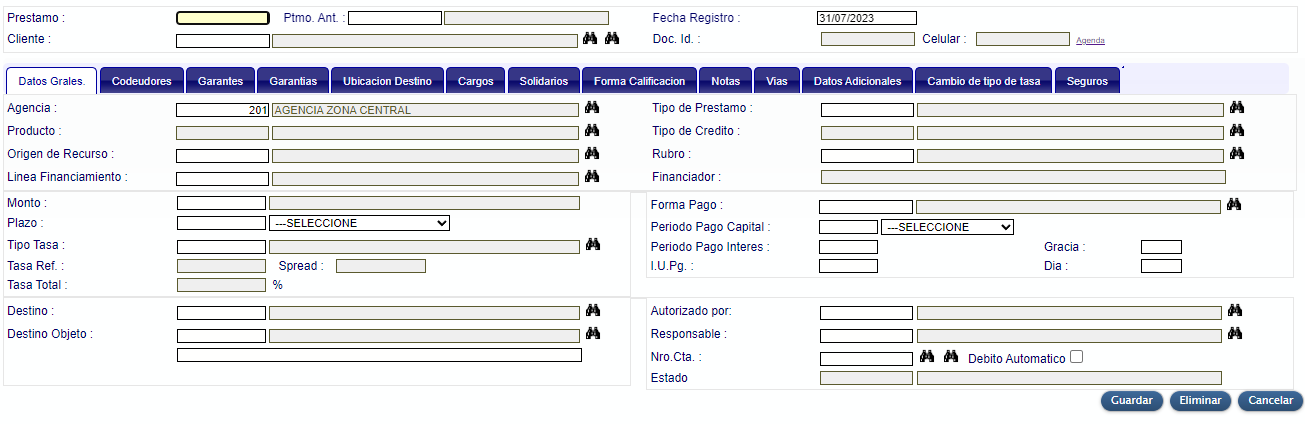 Prestamo : Ptmo. Ant. : Fecha Registro : 31/07/2023
Cliente : Doc. Id. : Celular : Agenda
Datos Grales. Codeudores Garantes Garantias Ubicacion Destino Cargos Solidarios Forma Calificacion Notas Vias Datos Adicionales Cambio de tipo de tasa Seguros
Agencia : 201 AGENCIA ZONA CENTRAL Tipo de Prestamo :
Producto : Tipo de Credito :
Origen de Recurso : Rubro :
Linea Financiamiento : Financiador :
Monto : Forma Pago :
Plazo : ---SELECCIONE Periodo Pago Capital : ---SELECCIONE
Tipo Tasa : Periodo Pago Interes : Gracia :
Tasa Ref. : Spread : I.U.Pg. : Dia :
Tasa Total : %
Destino : Autorizado por:
Destino Objeto : Responsable :
Nro.Cta. : Debito Automatico
Estado
Guardar Eliminar Cancelar